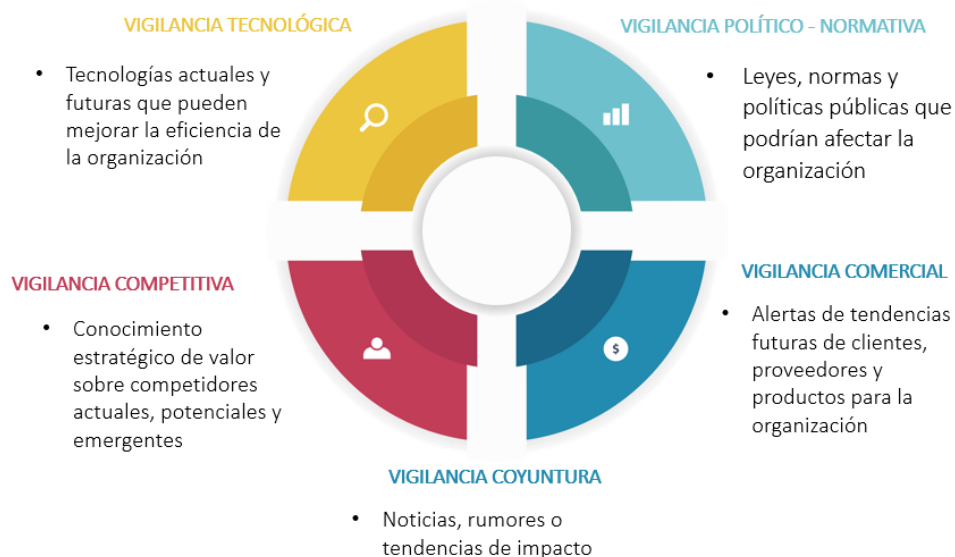 VIGILANCIA TECNOLÓGICA
• Tecnologías actuales y
futuras que pueden
mejorar la eficiencia de
la organización
VIGILANCIA POLÍTICO - NORMATIVA
• Leyes, normas y
políticas públicas que
podrían afectar la
organización
VIGILANCIA COMPETITIVA
• Conocimiento
estratégico de valor
sobre competidores
actuales, potenciales y
emergentes
VIGILANCIA COMERCIAL
• Alertas de tendencias
futuras de clientes,
proveedores y
productos para la
organización
$
VIGILANCIA COYUNTURA
• Noticias, rumores o
tendencias de impacto